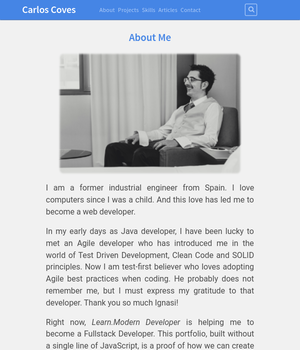 Carlos Coves
About Projects Skills Articles Contact
About Me
I am a former industrial engineer from Spain. I love
computers since I was a child. And this love has led me to
become a web developer.
In my early days as Java developer, I have been lucky to
met an Agile developer who has introduced me in the
world of Test Driven Development, Clean Code and SOLID
principles. Now I am test-first believer who loves adopting
Agile best practices when coding. He probably does not
remember me, but I must express my gratitude to that
developer. Thank you so much Ignasi!
Right now, Learn.Modern Developer is helping me to
become a Fullstack Developer. This portfolio, built without
a single line of JavaScript, is a proof of how we can create